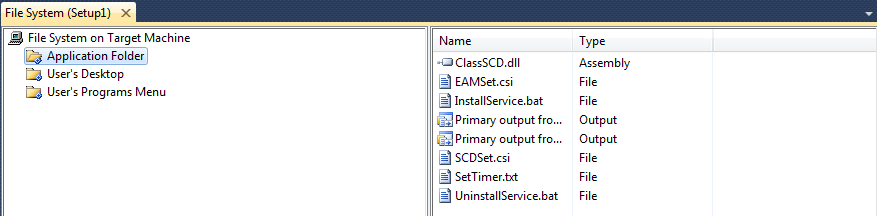 File System (Setup1)
File System on Target Machine
Application Folder
User's Desktop
User's Programs Menu
Name Type
ClassSCD.dll Assembly
EAMSet.csi File
InstallService.bat File
Primary output fro... Output
Primary output fro... Output
SCDSet.csi File
SetTimer.txt File
UninstallService.bat File